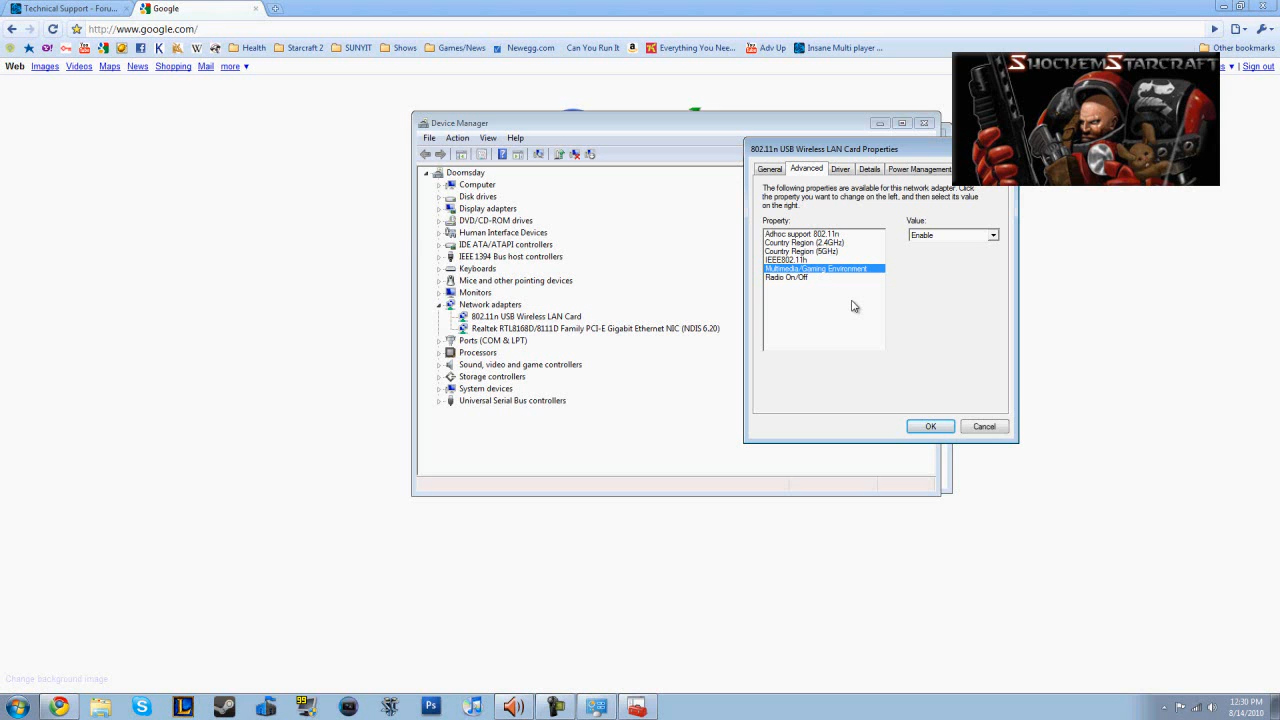 Technical Support - Foru...
Google
http://www.google.com/
Health
Starcraft 2
SUNYIT
Shows
Games/News
Newegg.com
Can You Run It
Everything You Nee...
Adv Up
Insane Multi player ...
Other bookmarks
Web Images Videos Maps News Shopping Mail more ▼
s ▼ | Sign out
SHOCKEMSTARCRAFT
Device Manager
File Action View Help
Doomsday
Computer
Disk drives
Display adapters
DVD/CD-ROM drives
Human Interface Devices
IDE ATA/ATAPI controllers
IEEE 1394 Bus host controllers
Keyboards
Mice and other pointing devices
Monitors
Network adapters
802.11n USB Wireless LAN Card
Realtek RTL8168D/8111D Family PCI-E Gigabit Ethernet NIC (NDIS 6.20)
Ports (COM & LPT)
Processors
Sound, video and game controllers
Storage controllers
System devices
Universal Serial Bus controllers
802.11n USB Wireless LAN Card Properties
General Advanced Driver Details Power Management
The following properties are available for this network adapter. Click
the property you want to change on the left, and then select its value
on the right.
Property:
Value:
Adhoc support 802.11n
Country Region (2.4GHz)
Country Region (5GHz)
IEEE802.11h
Multimedia/Gaming Environment
Radio On/Off
Enable
OK
Cancel
Change background image
99
Ps
12:30 PM
8/14/2010